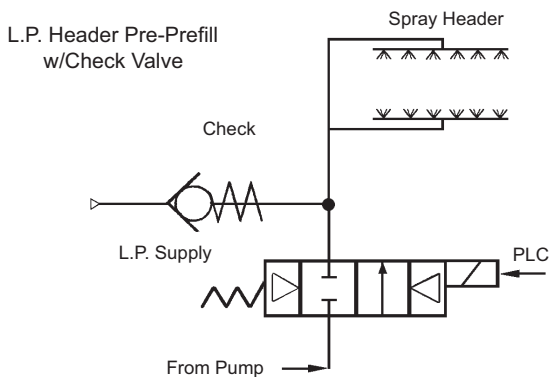 L.P. Header Pre-Prefill
w/Check Valve
Spray Header
Check
L.P. Supply
PLC
From Pump